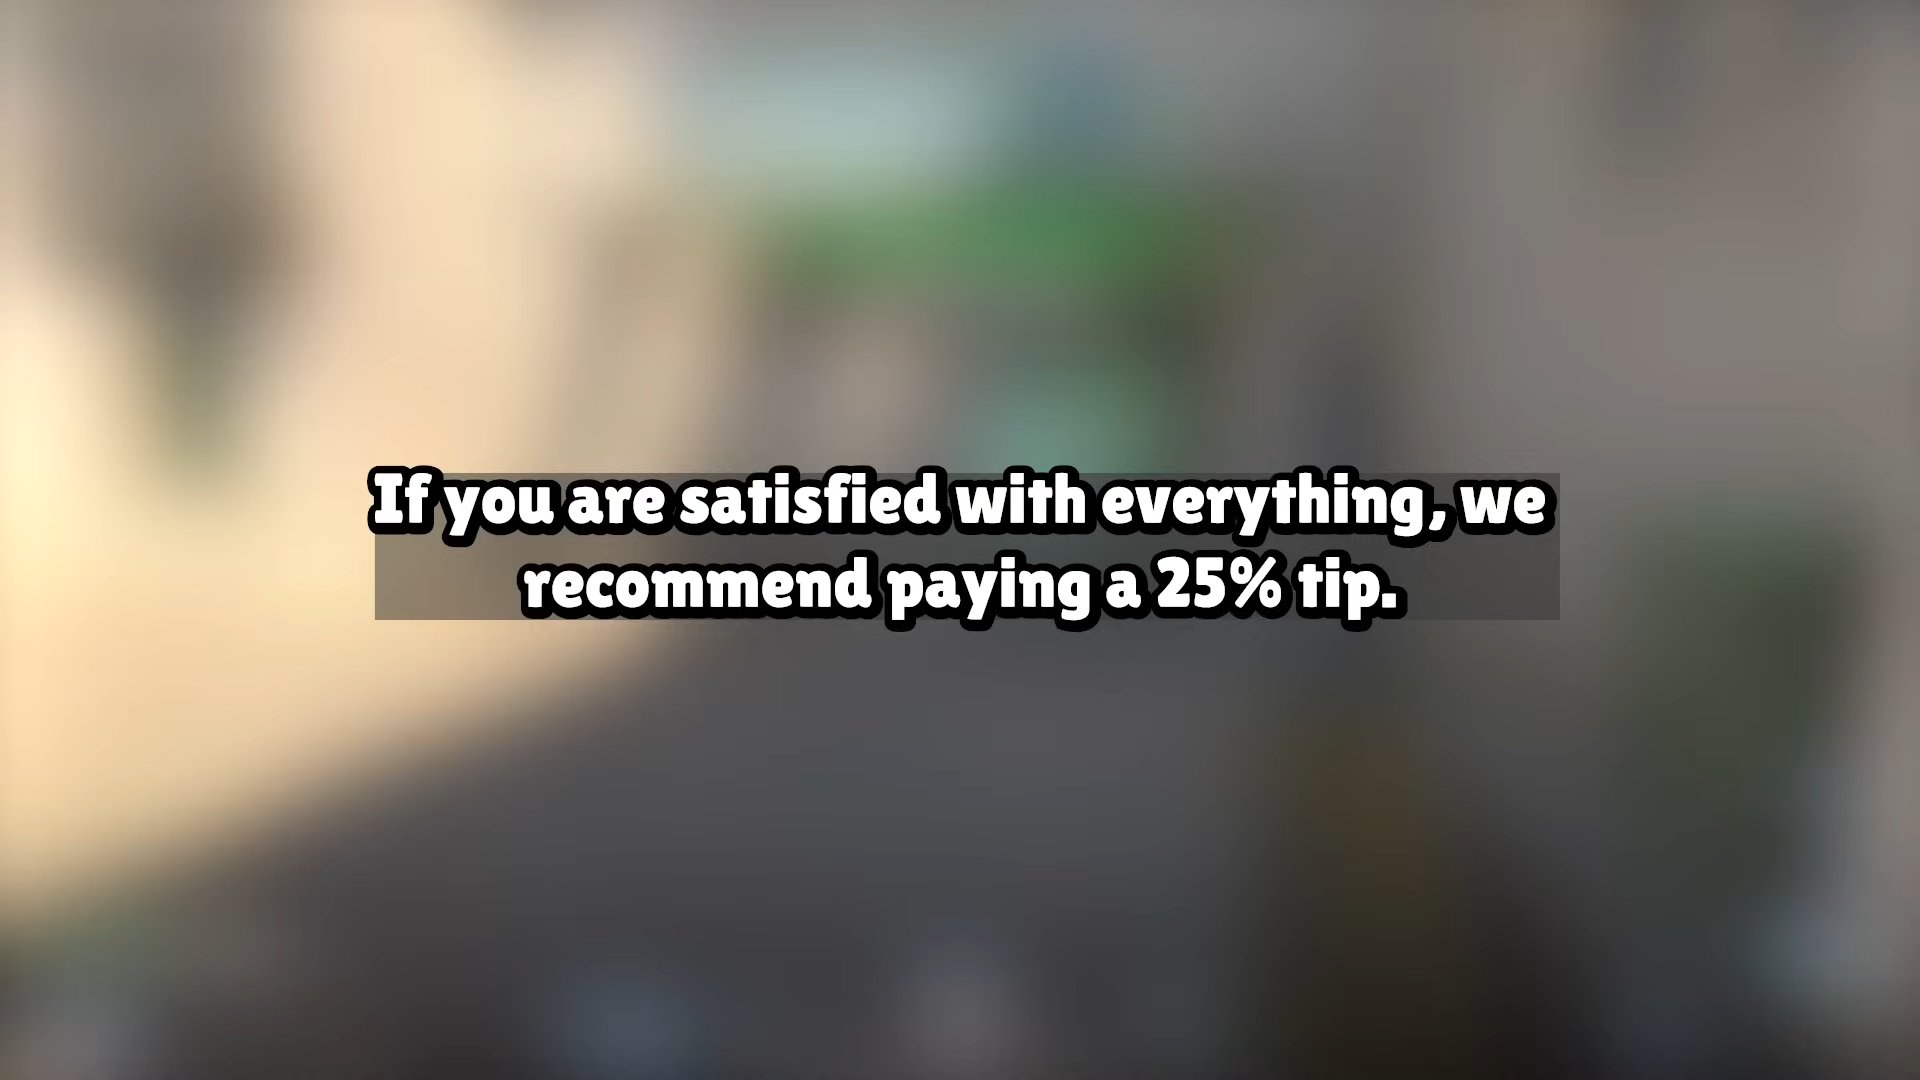 If you are satisfied with everything, we
recommend paying a 25% tip.